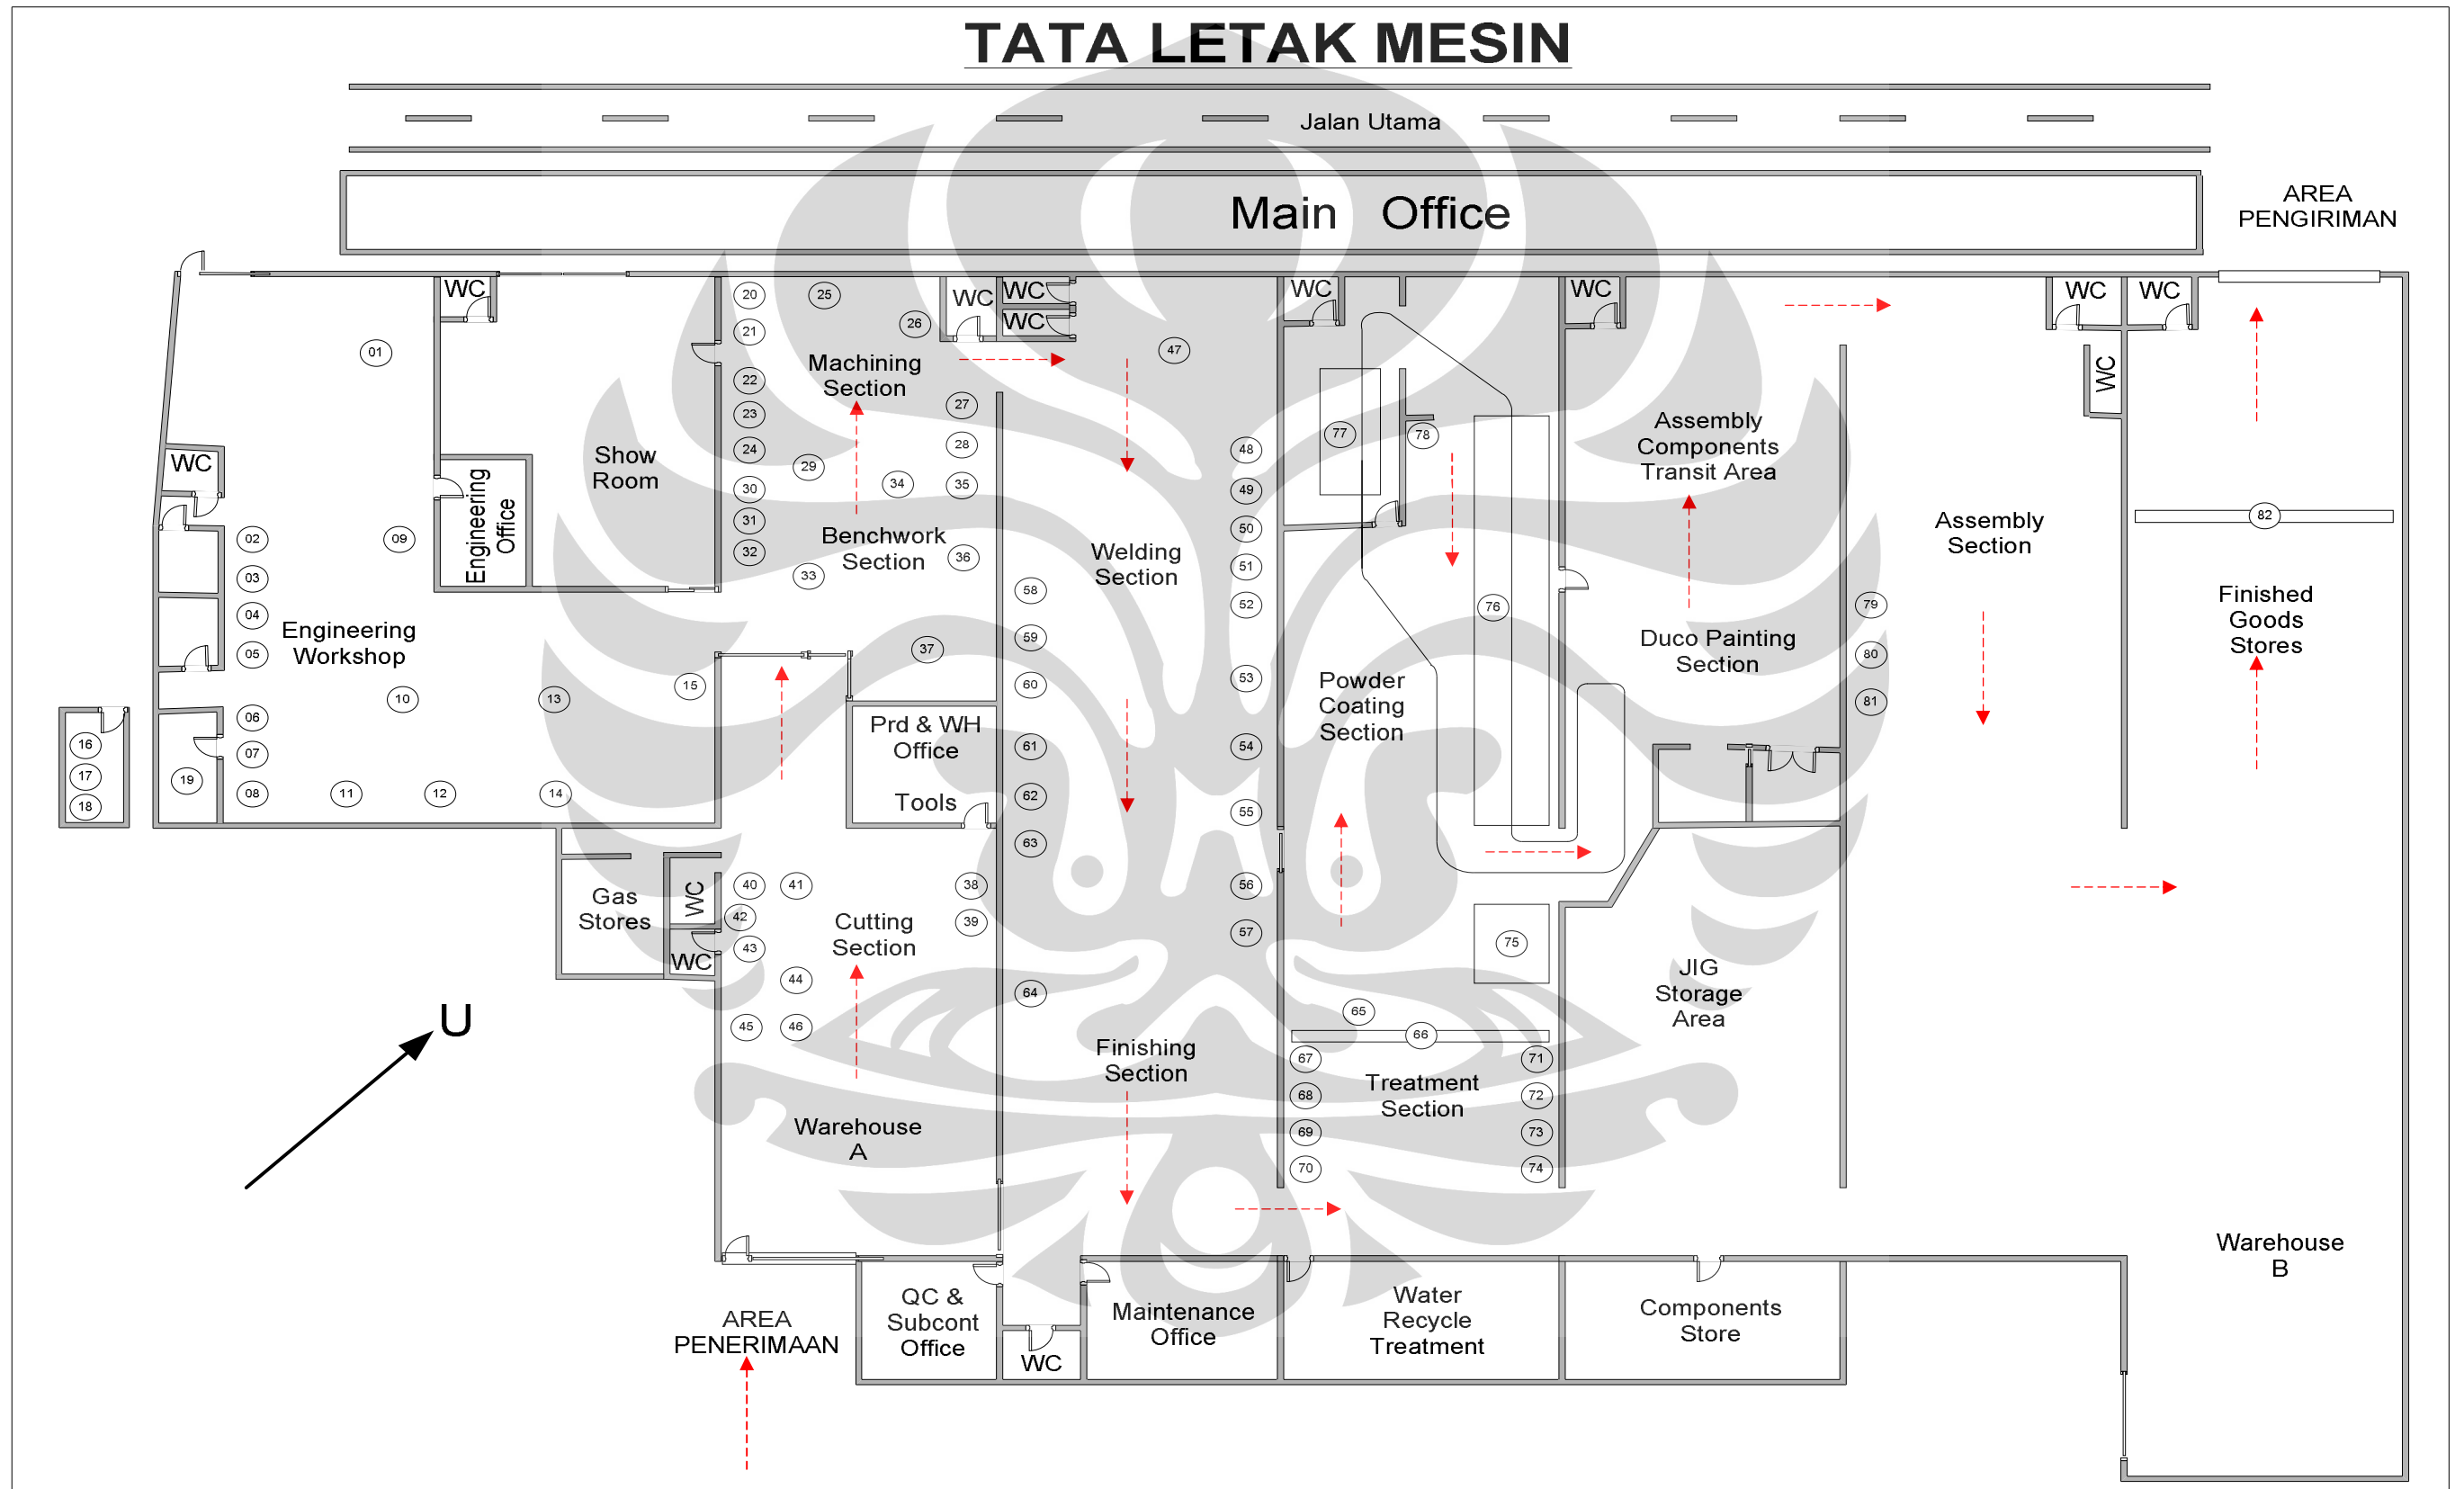 TATA LETAK MESIN
Jalan Utama
Main Office
AREA
PENGIRIMAN
WC
WC
WC
WC
WC
WC
WC
WC
WC
WC
WC
20
25
26
21
01
47
Machining
Section
22
23
24
27
28
29
30
34
35
31
32
33
36
Benchwork
Section
Show
Room
Engineering
Office
48
49
50
51
52
77
78
76
Assembly
Components
Transit Area
Assembly
Section
82
Finished
Goods
Stores
02
03
04
05
09
Engineering
Workshop
Welding
Section
58
59
60
37
53
Powder
Coating
Section
Duco Painting
Section
79
80
81
15
10
13
06
07
08
16
17
18
19
11
12
14
Prd & WH
Office
Tools
61
62
63
54
55
Gas
Stores
WC
WC
40
41
42
43
38
39
Cutting
Section
44
45
46
56
57
64
75
JIG
Storage
Area
65
66
67
68
69
70
71
72
73
74
Treatment
Section
Finishing
Section
U
Warehouse
A
Warehouse
B
AREA
PENERIMAAN
QC &
Subcont
Office
WC
Maintenance
Office
Water
Recycle
Treatment
Components
Store